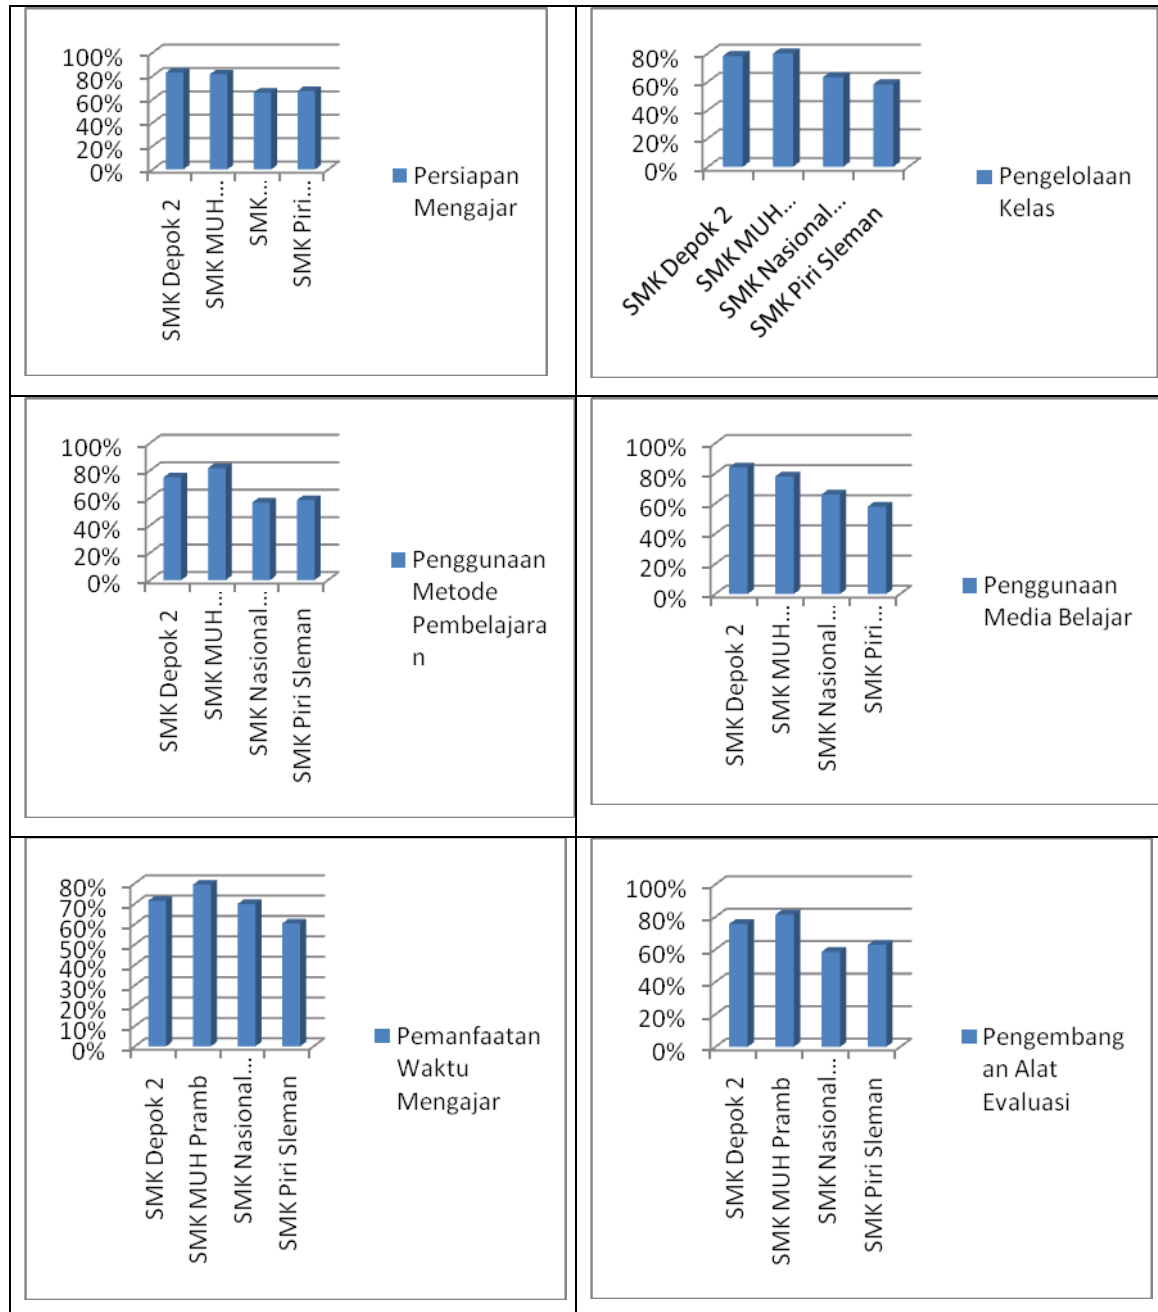 100%
80%
60%
40%
20%
0%
SMK Depok 2
SMK MUH...
SMK...
SMK Piri...
Persiapan
Mengajar
80%
60%
40%
20%
0%
SMK Depok 2
SMK MUH...
SMK Nasional...
SMK Piri Sleman
Pengelolaan
Kelas
100%
80%
60%
40%
20%
0%
SMK Depok 2
SMK MUH...
SMK Nasional...
SMK Piri Sleman
Penggunaan
Metode
Pembelajara
n
100%
80%
60%
40%
20%
0%
SMK Depok 2
SMK MUH...
SMK Nasional...
SMK Piri...
Penggunaan
Media Belajar
80%
70%
60%
50%
40%
30%
20%
10%
0%
SMK Depok 2
SMK MUH Pramb
SMK Nasional...
SMK Piri Sleman
Pemanfaatan
Waktu
Mengajar
100%
80%
60%
40%
20%
0%
SMK Depok 2
SMK MUH Pramb
SMK Nasional...
SMK Piri Sleman
Pengembang
an Alat
Evaluasi